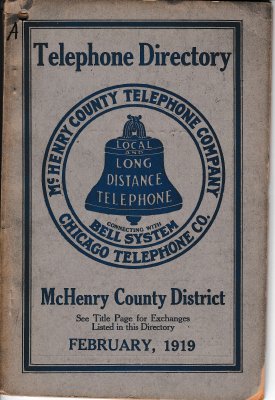 A
Telephone Directory
McHENRY COUNTY TELEPHONE COMPANY
LOCAL
AND
LONG
DISTANCE
TELEPHONE
CONNECTING WITH
BELL SYSTEM
CHICAGO TELEPHONE CO.
McHenry County District
See Title Page for Exchanges
Listed in this Directory
FEBRUARY, 1919